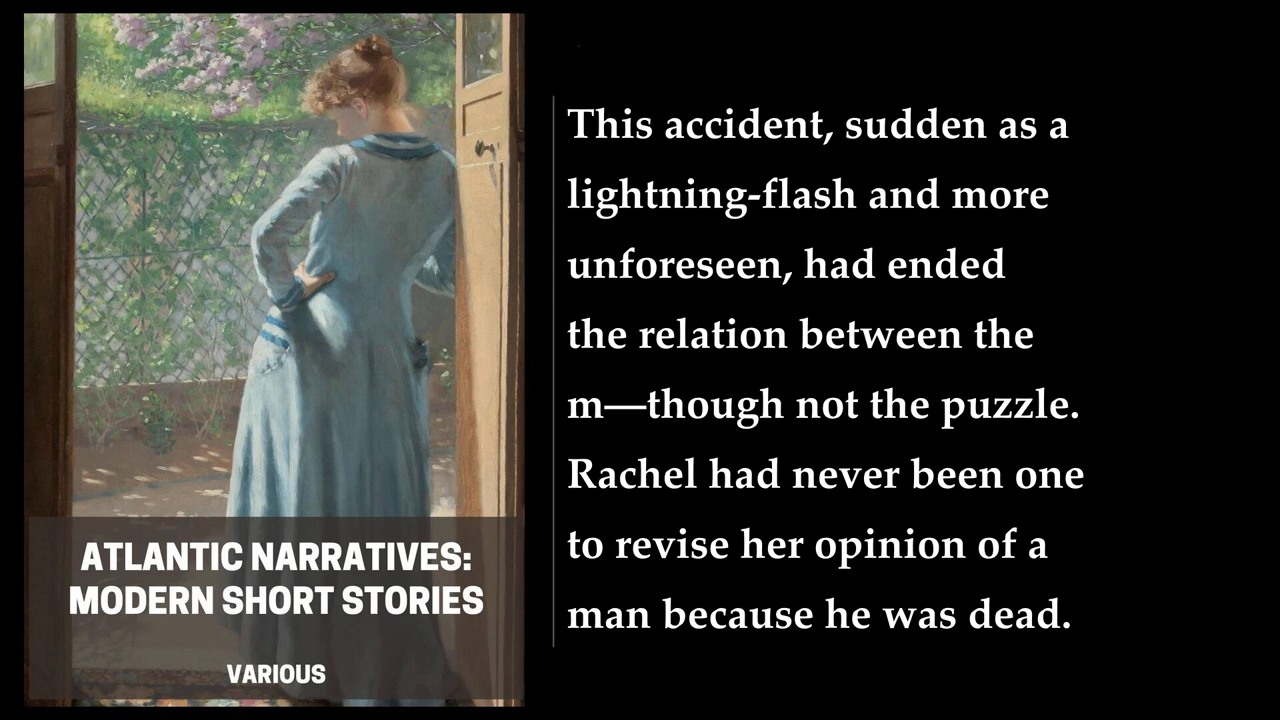 This accident, sudden as a
lightning-flash and more
unforeseen, had ended
the relation between the
m—though not the puzzle.
Rachel had never been one
to revise her opinion of a
man because he was dead.
ATLANTIC NARRATIVES:
MODERN SHORT STORIES
VARIOUS